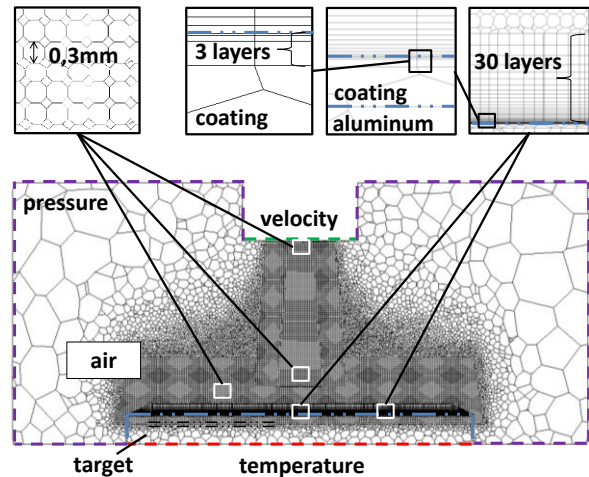 0,3mm
3 layers
coating
coating
aluminum
30 layers
pressure
velocity
air
target
temperature